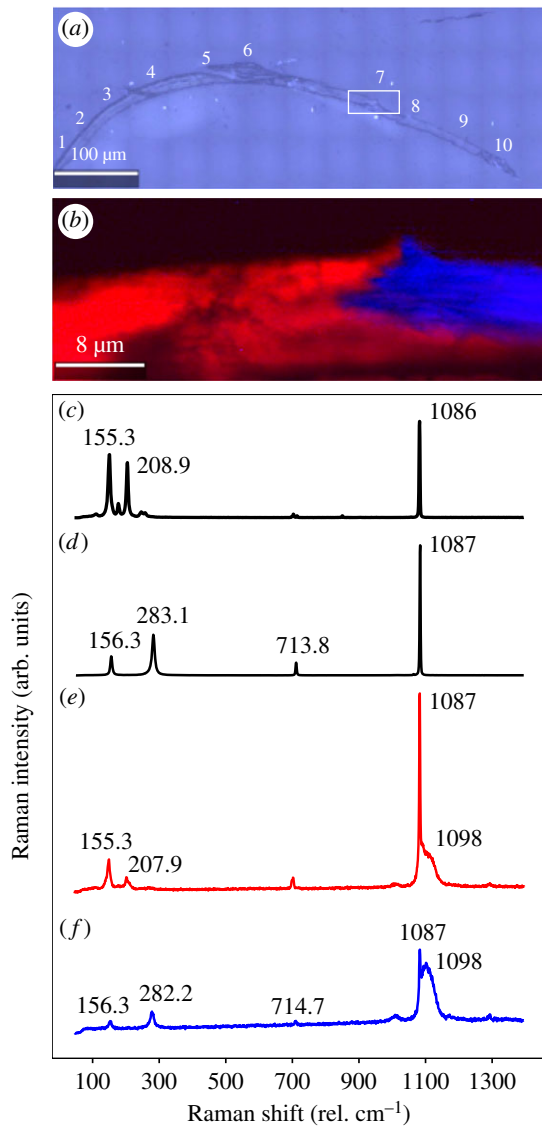 (a)
1 2 3 4 5 6 7 8 9 10
100 µm
(b)
8 µm
(c)
155.3
208.9
1086
(d)
156.3
283.1
713.8
1087
(e)
155.3
207.9
1087
1098
(f)
156.3
282.2
714.7
1087
1098
Raman intensity (arb. units)
100 300 500 700 900 1100 1300
Raman shift (rel. cm⁻¹)